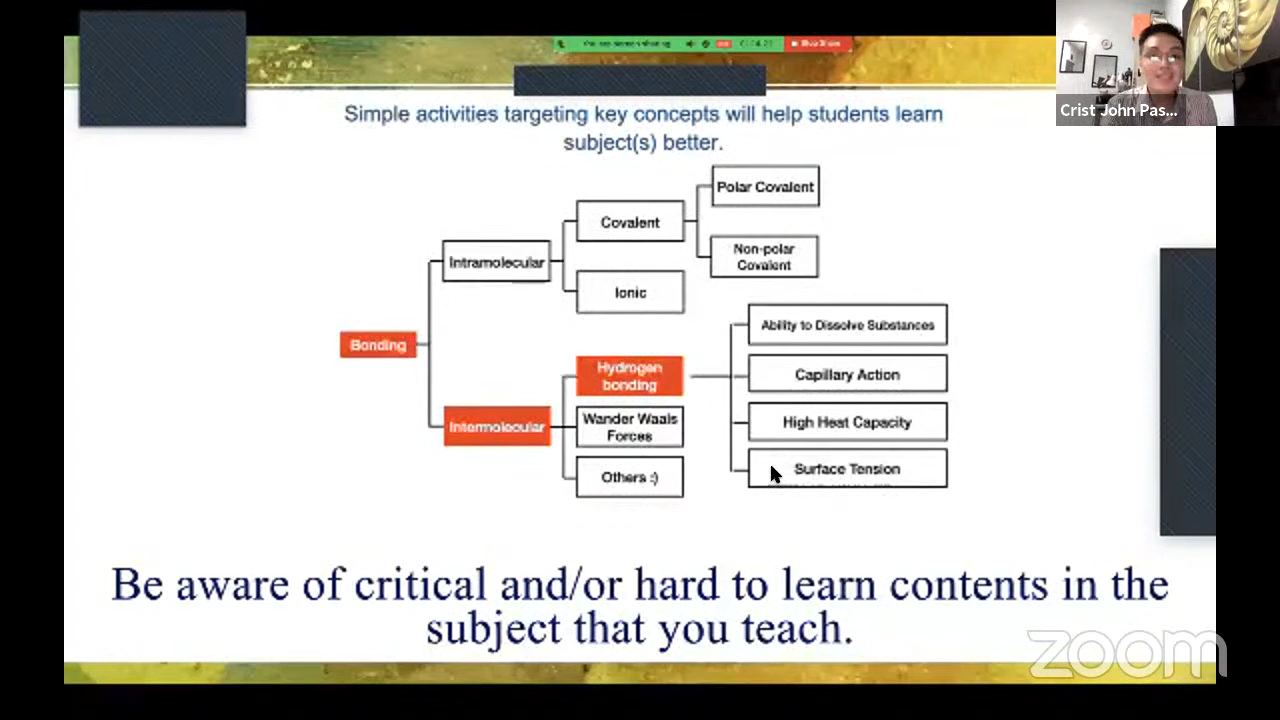 Stop Share
Crist John Pas...
Simple activities targeting key concepts will help students learn
subject(s) better.
Polar Covalent
Covalent
Non-polar
Covalent
Intramolecular
Ionic
Ability to Dissolve Substances
Bonding
Hydrogen
bonding
Capillary Action
Wander Waals
Forces
High Heat Capacity
Intermolecular
Others :)
Surface Tension
Be aware of critical and/or hard to learn contents in the
subject that you teach.
zoom